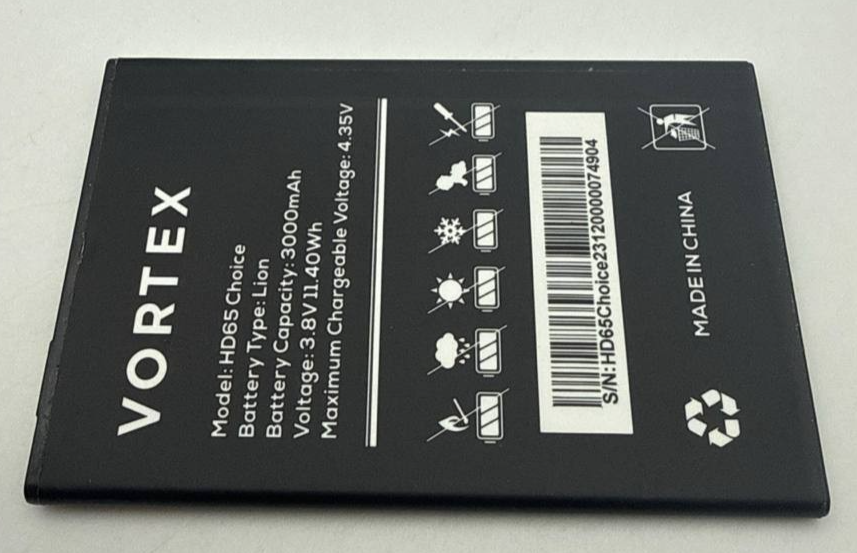 VORTEX
Model: HD65 Choice
Battery Type: Lion
Battery Capacity: 3000mAh
Voltage: 3.8V 11.40Wh
Maximum Chargeable Voltage: 4.35V
S/N:HD65Choice23120000074904
MADE IN CHINA